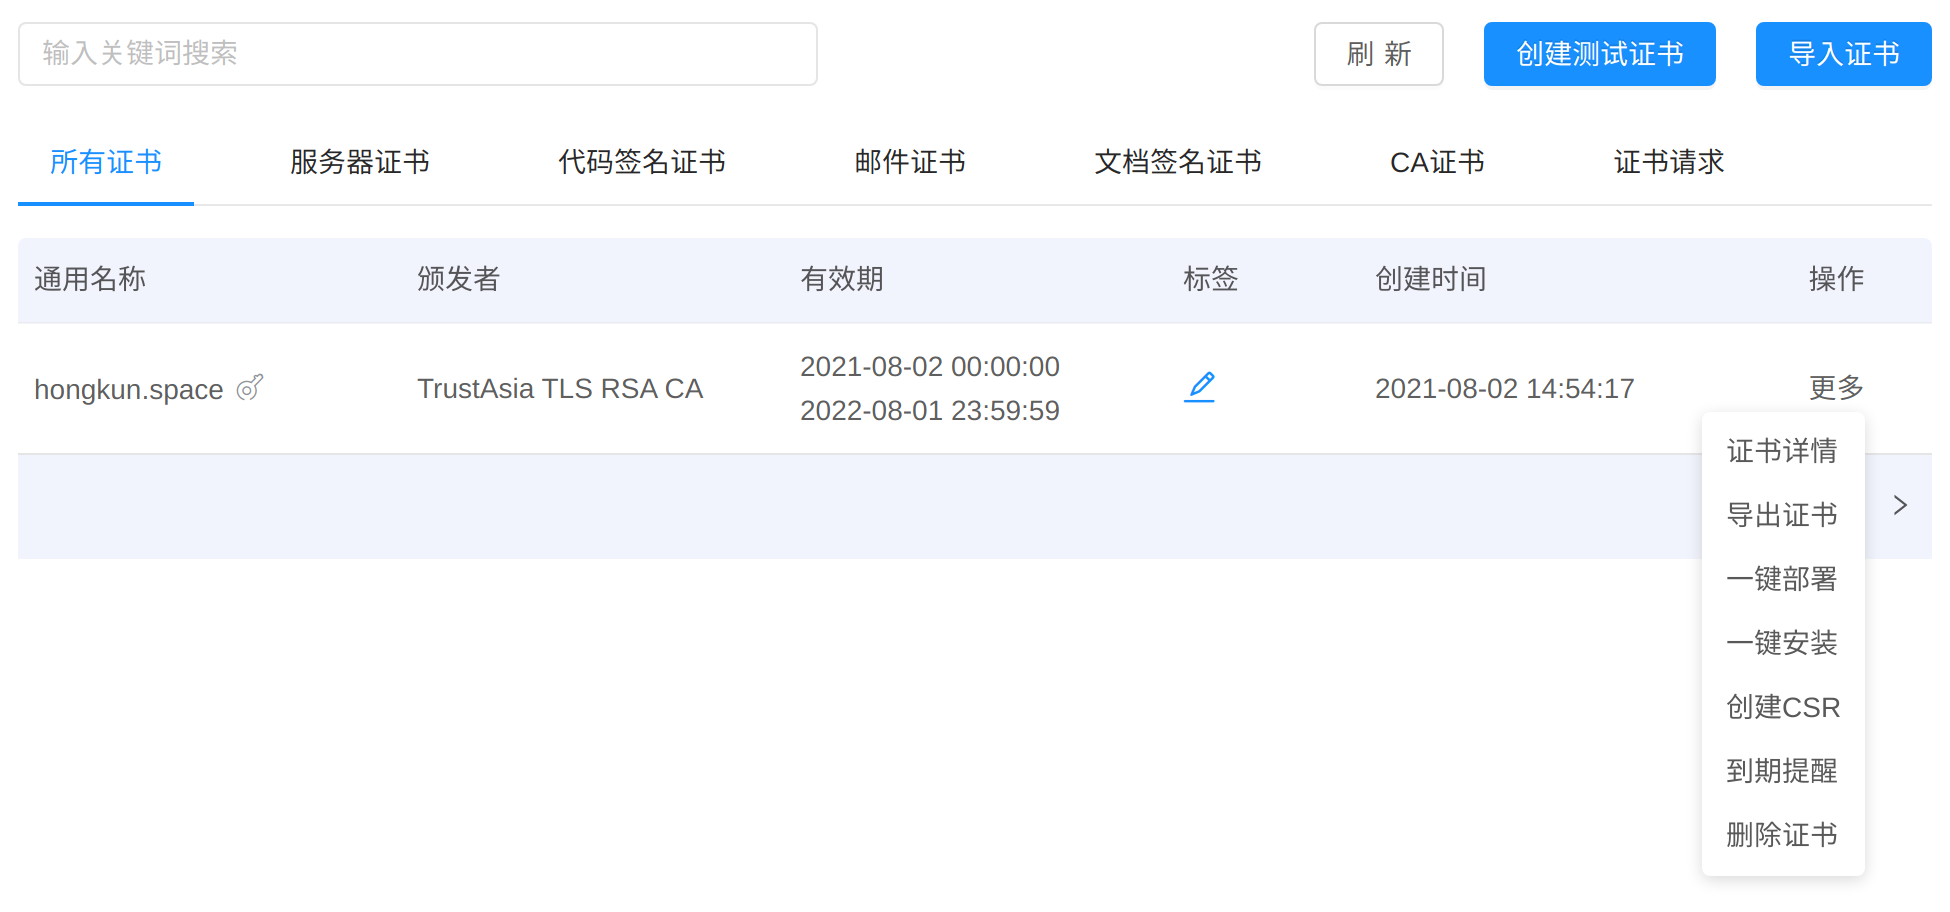 输入关键词搜索
刷 新
创建测试证书
导入证书
所有证书
服务器证书
代码签名证书
邮件证书
文档签名证书
CA证书
证书请求
通用名称
颁发者
有效期
标签
创建时间
操作
hongkun.space
TrustAsia TLS RSA CA
2021-08-02 00:00:00
2022-08-01 23:59:59
2021-08-02 14:54:17
更多
证书详情
导出证书
一键部署
一键安装
创建CSR
到期提醒
删除证书